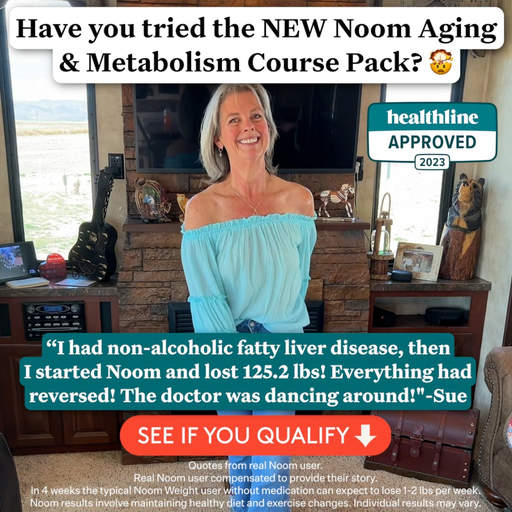 Have you tried the NEW Noom Aging
& Metabolism Course Pack? 🤯
healthline
APPROVED
2023
“I had non-alcoholic fatty liver disease, then
I started Noom and lost 125.2 lbs! Everything had
reversed! The doctor was dancing around!"-Sue
SEE IF YOU QUALIFY ⬇
Quotes from real Noom user.
Real Noom user compensated to provide their story.
In 4 weeks the typical Noom Weight user without medication can expect to lose 1-2 lbs per week.
Noom results involve maintaining healthy diet and exercise changes. Individual results may vary.